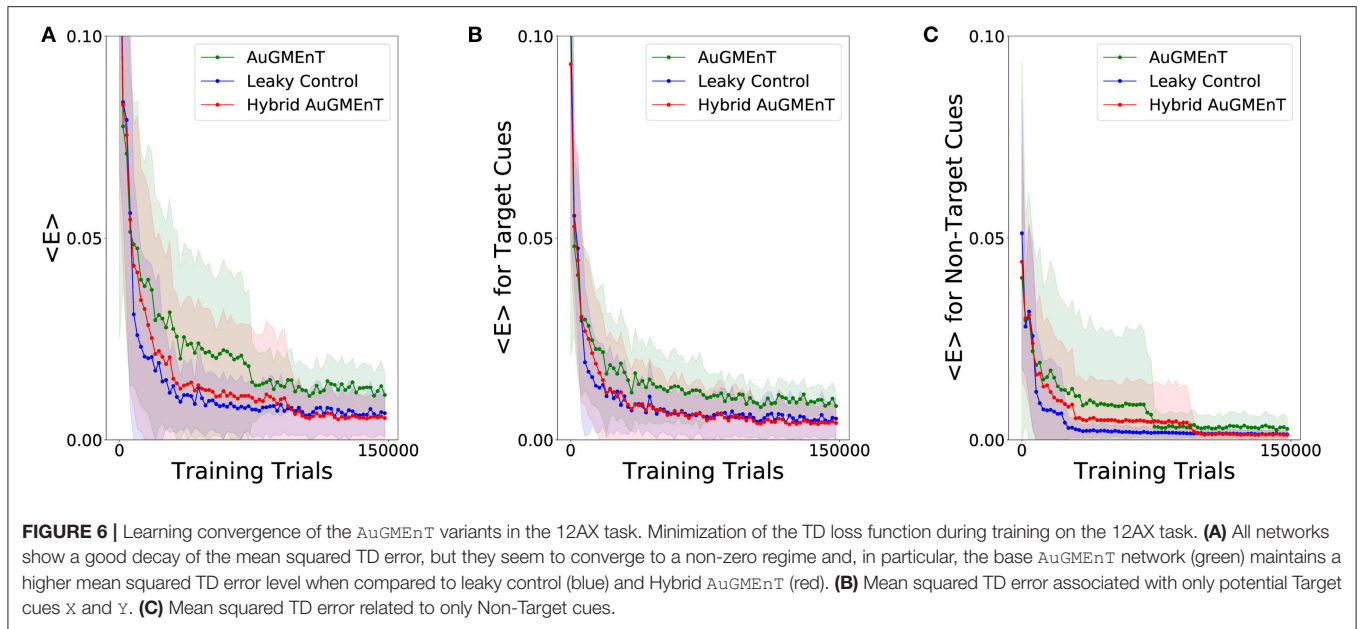 A
0.10
0.05
0.00
<E>
AuGMEnT
Leaky Control
Hybrid AuGMEnT
0
150000
Training Trials
B
0.10
0.05
0.00
<E> for Target Cues
AuGMEnT
Leaky Control
Hybrid AuGMEnT
0
150000
Training Trials
C
0.10
0.05
0.00
<E> for Non-Target Cues
AuGMEnT
Leaky Control
Hybrid AuGMEnT
0
150000
Training Trials
FIGURE 6 | Learning convergence of the AuGMEnT variants in the 12AX task. Minimization of the TD loss function during training on the 12AX task. (A) All networks
show a good decay of the mean squared TD error, but they seem to converge to a non-zero regime and, in particular, the base AuGMEnT network (green) maintains a
higher mean squared TD error level when compared to leaky control (blue) and Hybrid AuGMEnT (red). (B) Mean squared TD error associated with only potential Target
cues X and Y. (C) Mean squared TD error related to only Non-Target cues.